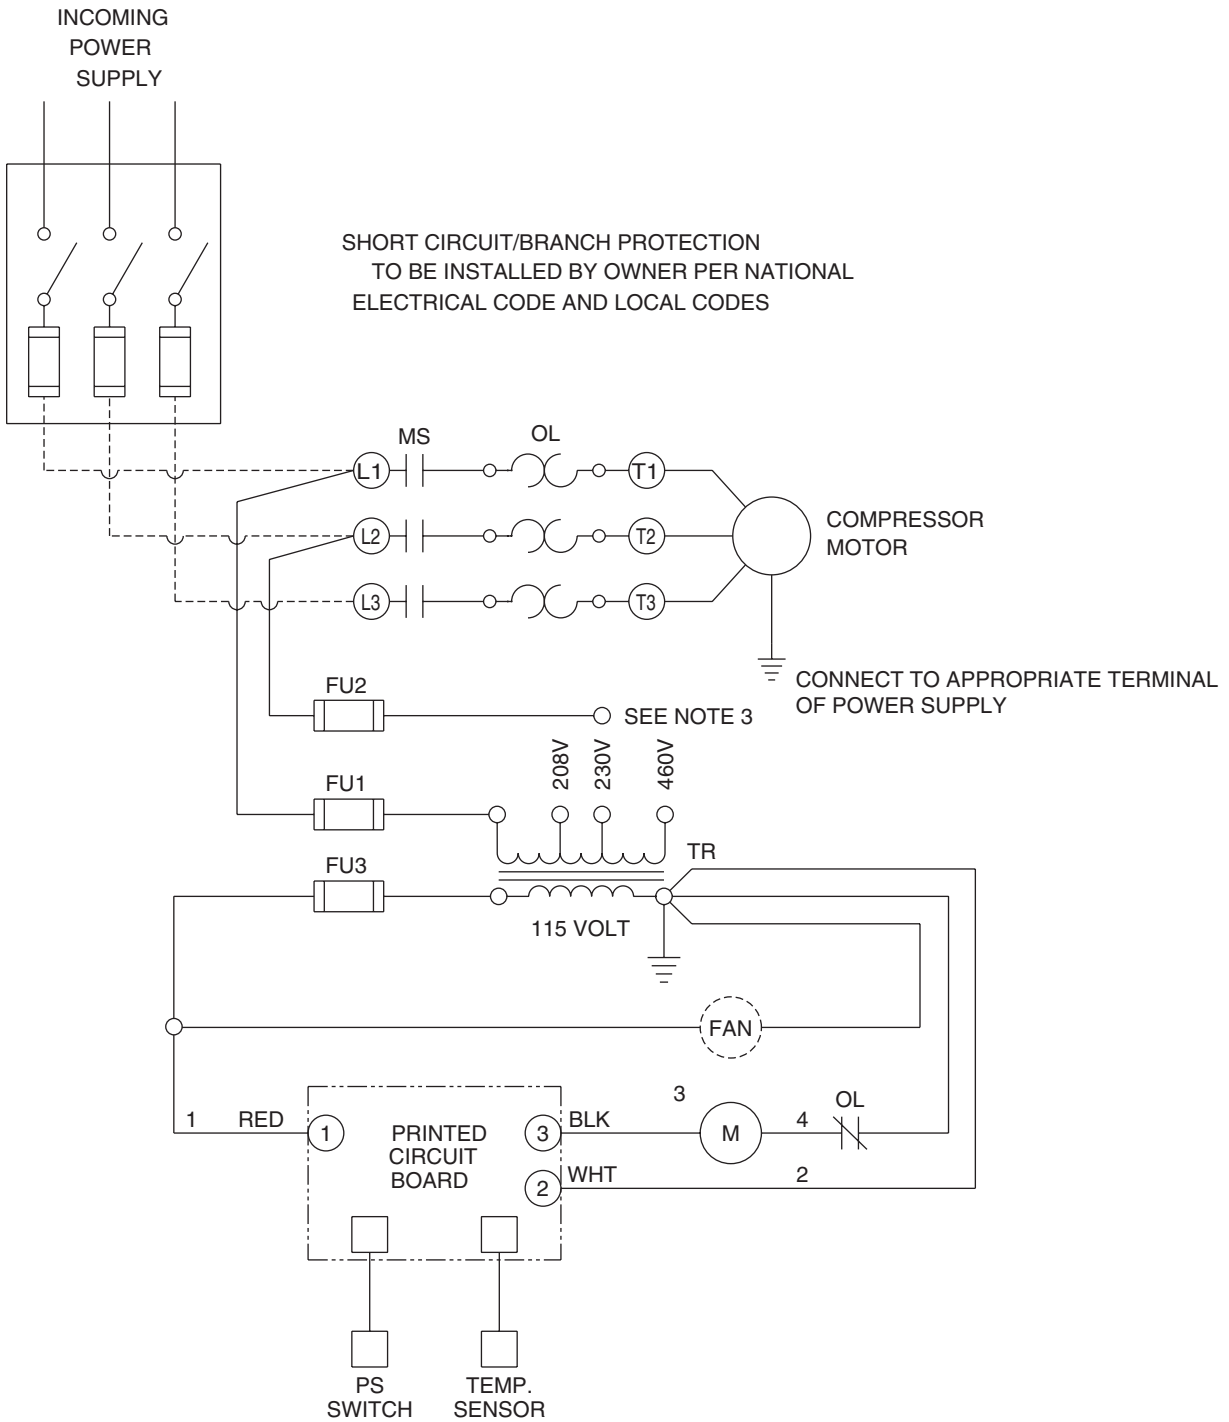 INCOMING
POWER
SUPPLY
SHORT CIRCUIT/BRANCH PROTECTION
TO BE INSTALLED BY OWNER PER NATIONAL
ELECTRICAL CODE AND LOCAL CODES
MS
OL
L1
T1
L2
T2
L3
T3
COMPRESSOR
MOTOR
CONNECT TO APPROPRIATE TERMINAL
OF POWER SUPPLY
FU2
SEE NOTE 3
208V
230V
460V
FU1
TR
FU3
115 VOLT
FAN
1
RED
1
PRINTED
CIRCUIT
BOARD
3
BLK
3
M
4
OL
2
WHT
2
PS
SWITCH
TEMP.
SENSOR